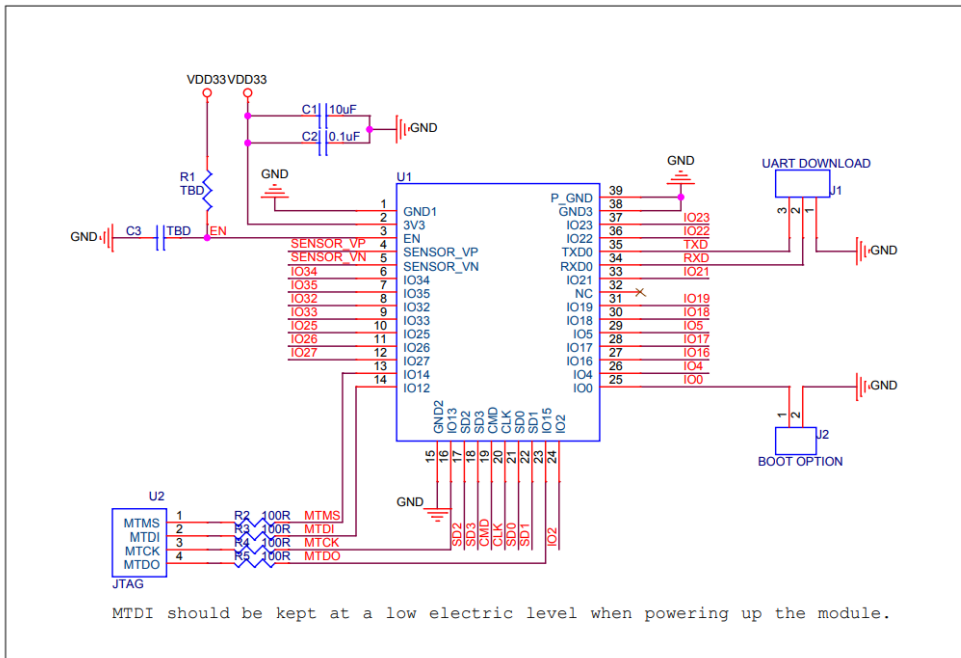 VDD33 VDD33
C1 10uF
GND
C2 0.1uF
R1
TBD
GND
U1
GND
UART DOWNLOAD
J1
3 2 1
GND
C3 TBD EN
1 GND1
2 3V3
3 EN
SENSOR_VP 4 SENSOR_VP
SENSOR_VN 5 SENSOR_VN
IO34 6 IO34
IO35 7 IO35
IO32 8 IO32
IO33 9 IO33
IO25 10 IO25
IO26 11 IO26
IO27 12 IO27
13 IO14
14 IO12
P_GND 39
GND3 38
IO23 37 IO23
IO22 36 IO22
TXD0 35 TXD
RXD0 34 RXD
IO21 33 IO21
NC 32
IO19 31 IO19
IO18 30 IO18
IO5 29 IO5
IO17 28 IO17
IO16 27 IO16
IO4 26 IO4
IO0 25 IO0
GND
GND
1 2
J2
BOOT OPTION
GND2 IO13 SD2 SD3 CMD CLK SD0 SD1 IO15 IO2
15 16 17 18 19 20 21 22 23 24
GND
SD2 SD3 CMD CLK SD0 SD1 IO2
U2
MTMS 1 R2 100R MTMS
MTDI 2 R3 100R MTDI
MTCK 3 R4 100R MTCK
MTDO 4 R5 100R MTDO
JTAG
MTDI should be kept at a low electric level when powering up the module.